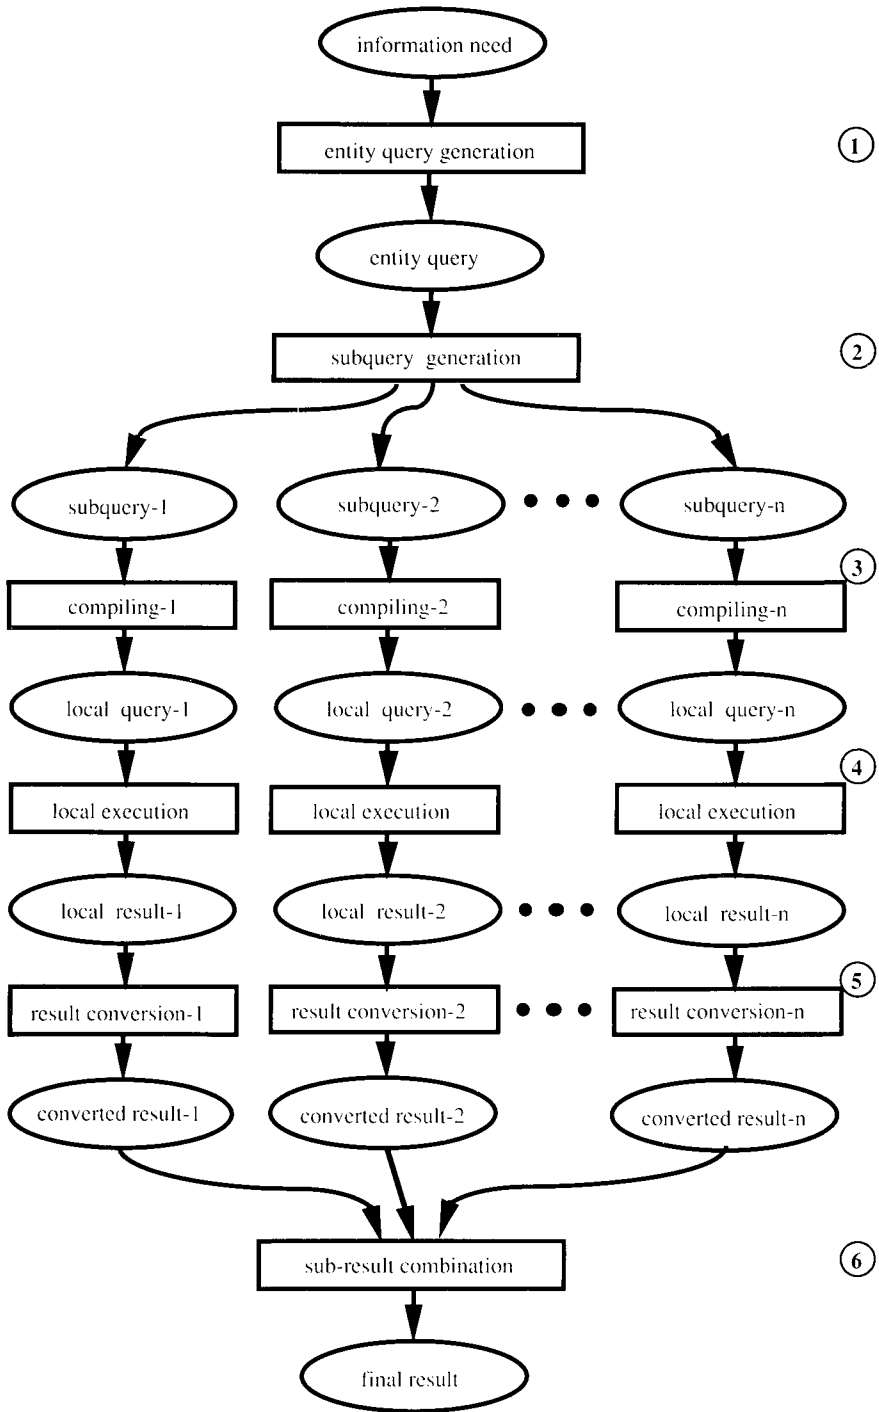 information need
entity query generation
1
entity query
subquery generation
2
subquery-1
subquery-2
subquery-n
3
compiling-1
compiling-2
compiling-n
local query-1
local query-2
local query-n
4
local execution
local execution
local execution
local result-1
local result-2
local result-n
5
result conversion-1
result conversion-2
result conversion-n
converted result-1
converted result-2
converted result-n
sub-result combination
6
final result